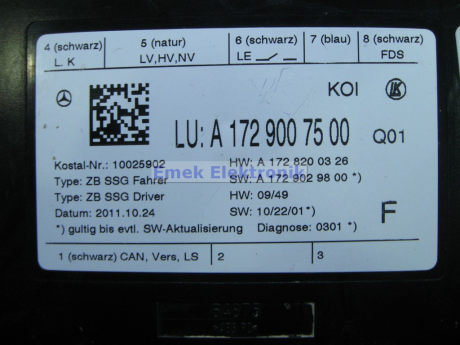 4 (schwarz) 5 (natur) 6 (schwarz) 7 (blau) 8 (schwarz)
L. K LV,HV,NV LE FDS
KOI
LU: A 172 900 75 00 Q01
Kostal-Nr.: 10025902 HW: A 172 820 03 26
Emek Elektronik
Type: ZB SSG Fahrer SW: A 172 902 98 00 *)
Type: ZB SSG Driver HW: 09/49
Datum: 2011.10.24 SW: 10/22/01 *) F
*) gultig bis evtl. SW-Aktualisierung Diagnose: 0301 *)
1 (schwarz) CAN, Vers, LS 2 3